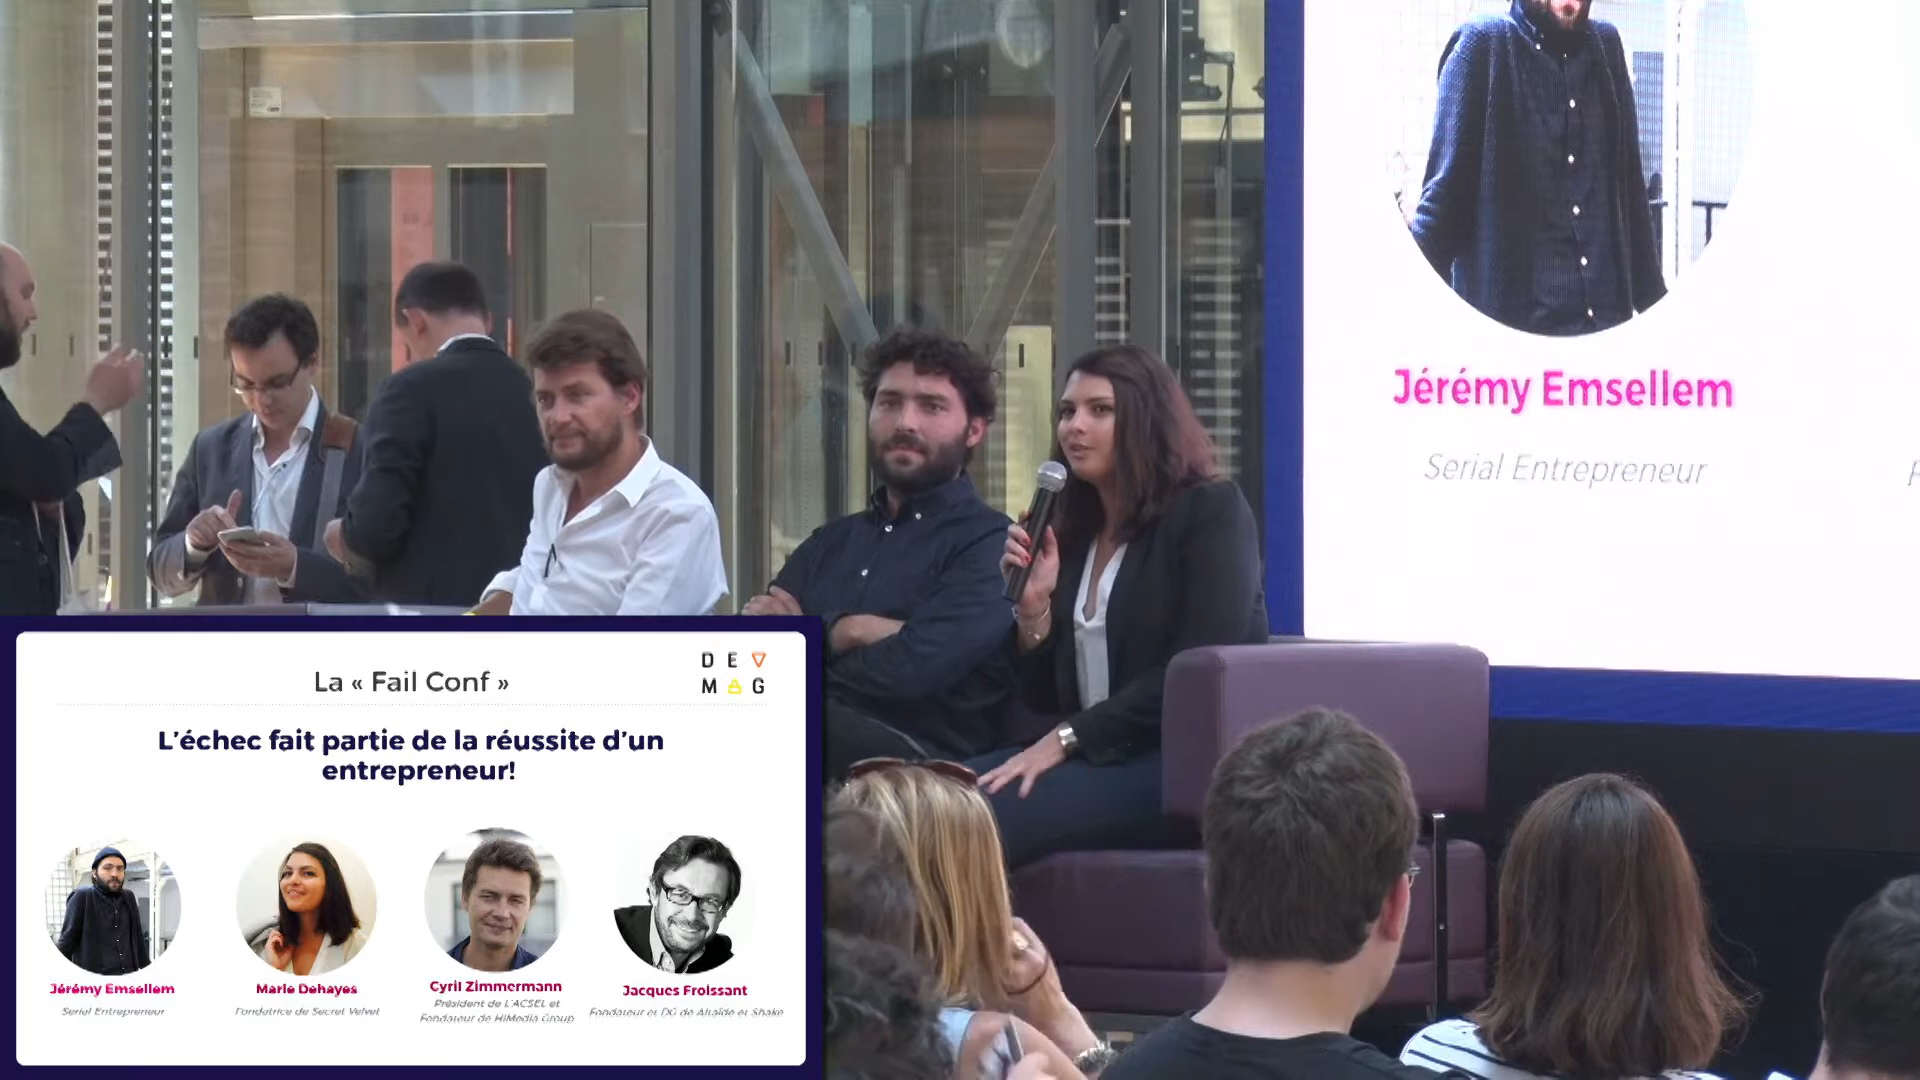 Jérémy Emsellem
Serial Entrepreneur
La « Fail Conf »
DEV
MAG
L'échec fait partie de la réussite d'un
entrepreneur!
Jérémy Emsellem
Serial Entrepreneur
Marie Dehayes
Fondatrice de Secret Velvet
Cyril Zimmermann
Président de L'ACSEL et
Fondateur de HiMedia Group
Jacques Froissant
Fondateur et DG de Altaïde et Shake